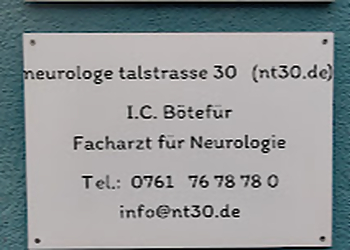 neurologe talstrasse 30 (nt30.de)
I.C. Bötefür
Facharzt für Neurologie
Tel.: 0761 76 78 78 0
info@nt30.de